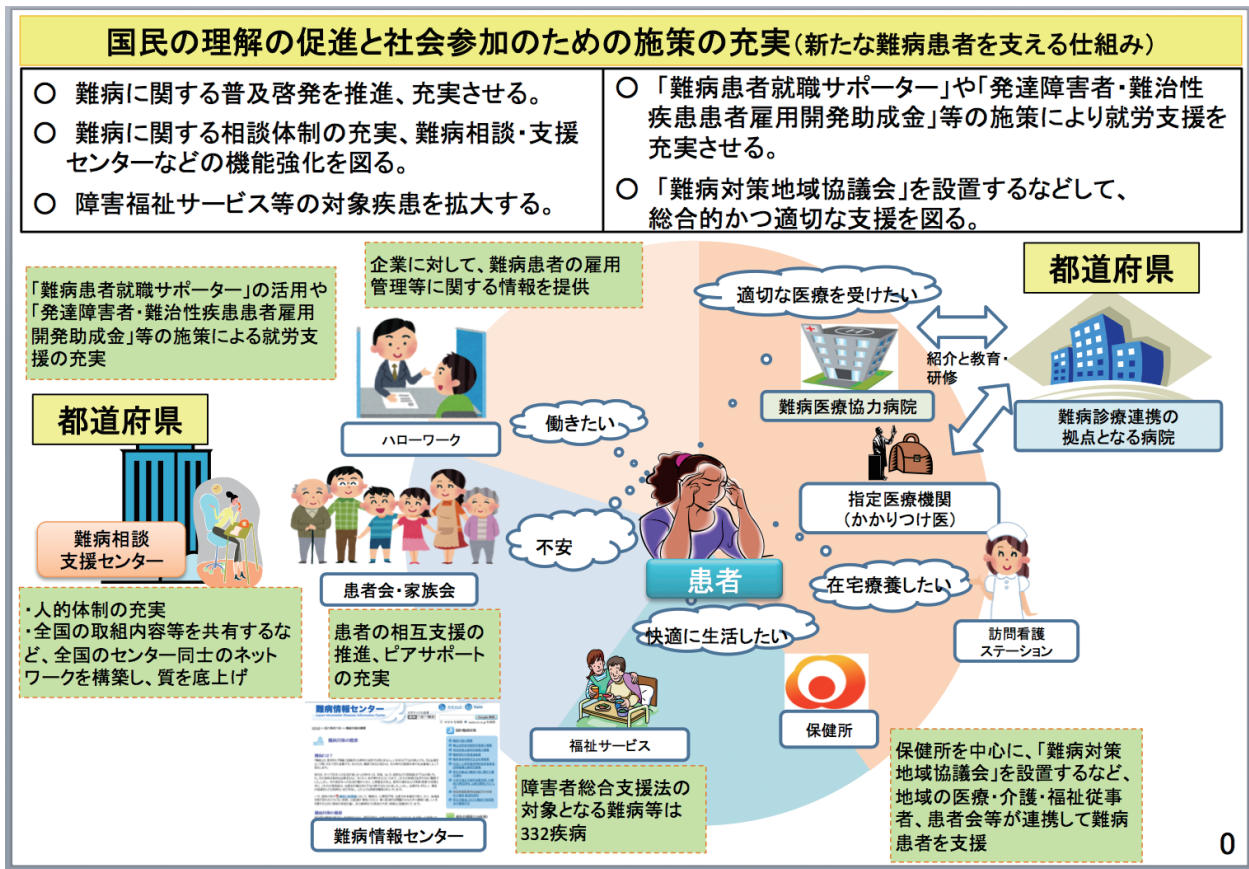 国民の理解の促進と社会参加のための施策の充実(新たな難病患者を支える仕組み)
○ 難病に関する普及啓発を推進、充実させる。
○ 難病に関する相談体制の充実、難病相談・支援
センターなどの機能強化を図る。
○ 障害福祉サービス等の対象疾患を拡大する。
○ 「難病患者就職サポーター」や「発達障害者・難治性
疾患患者雇用開発助成金」等の施策により就労支援を
充実させる。
○ 「難病対策地域協議会」を設置するなどして、
総合的かつ適切な支援を図る。
「難病患者就職サポーター」の活用や
「発達障害者・難治性疾患患者雇用
開発助成金」等の施策による就労支
援の充実
企業に対して、難病患者の雇用
管理等に関する情報を提供
適切な医療を受けたい
都道府県
紹介と教育・
研修
難病医療協力病院
難病診療連携の
拠点となる病院
働きたい
ハローワーク
都道府県
指定医療機関
(かかりつけ医)
難病相談
支援センター
不安
患者
在宅療養したい
患者会・家族会
快適に生活したい
訪問看護
ステーション
・人的体制の充実
・全国の取組内容等を共有するな
ど、全国のセンター同士のネット
ワークを構築し、質を底上げ
患者の相互支援の
推進、ピアサポート
の充実
難病情報センター
福祉サービス
保健所
障害者総合支援法の
対象となる難病等は
332疾病
保健所を中心に、「難病対策
地域協議会」を設置するなど、
地域の医療・介護・福祉従事
者、患者会等が連携して難病
患者を支援
難病情報センター
0